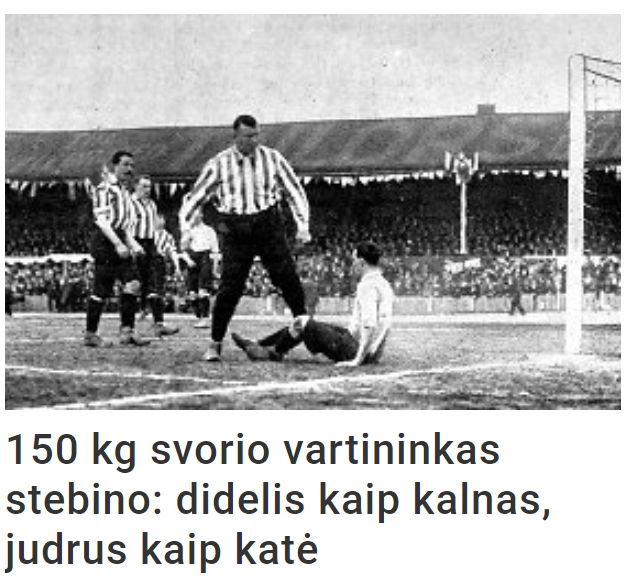 150 kg svorio vartininkas
stebino: didelis kaip kalnas,
judrus kaip katė